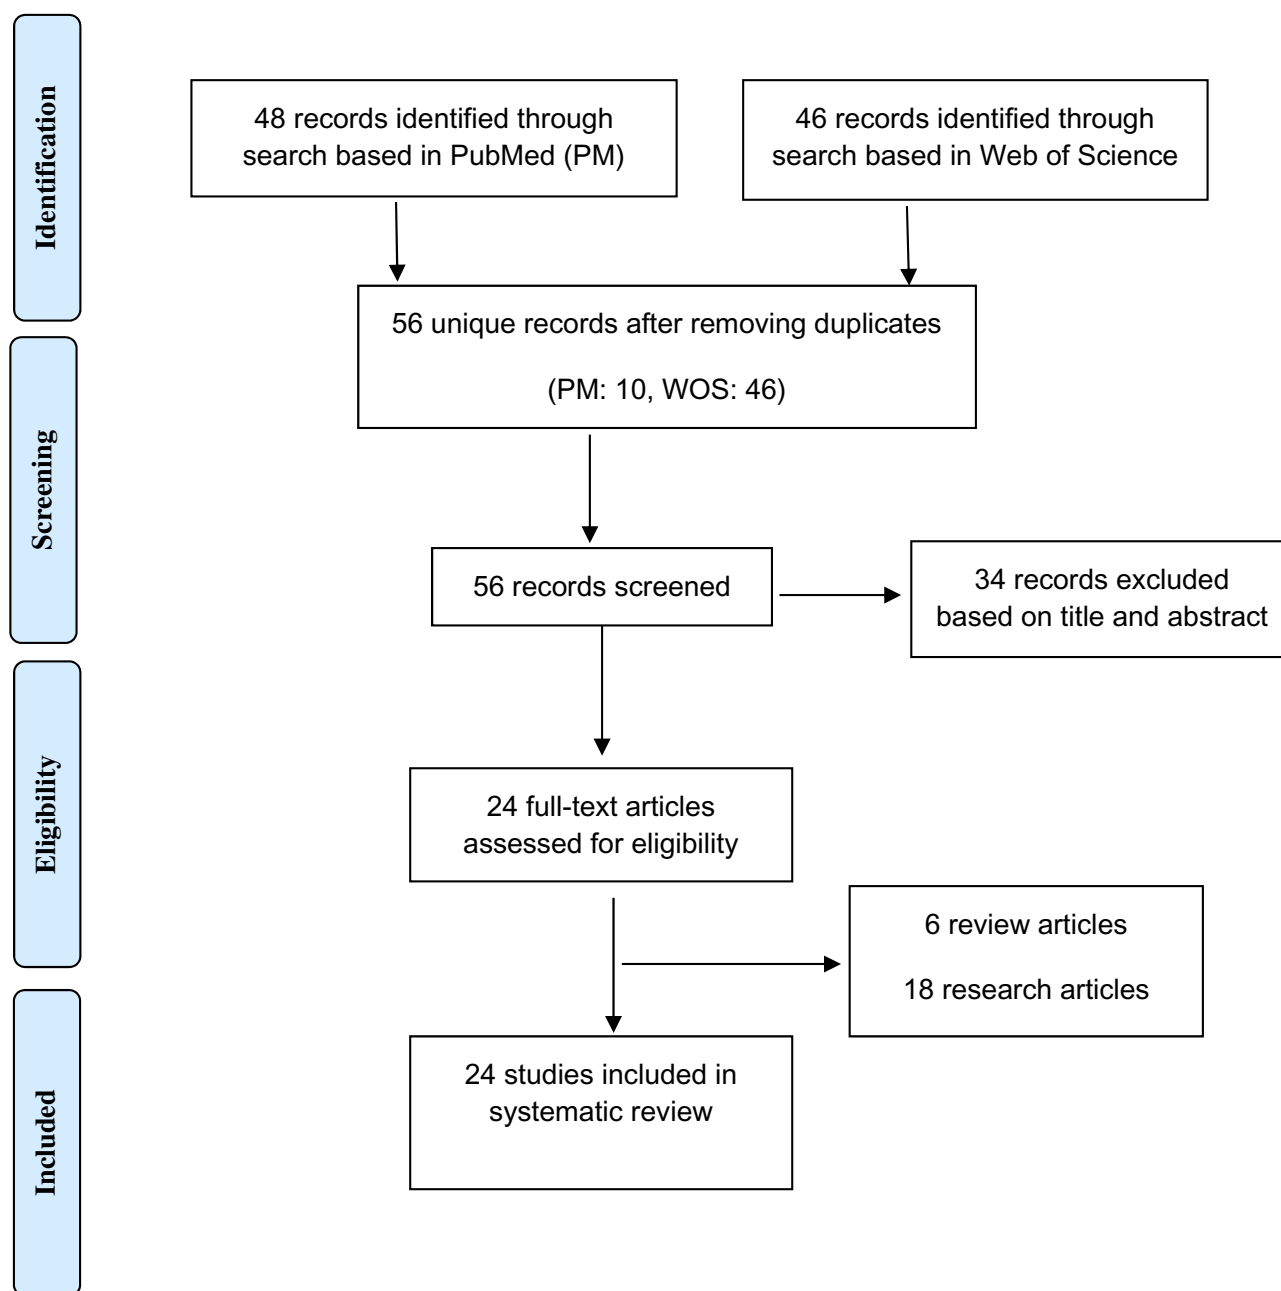 Identification
48 records identified through
search based in PubMed (PM)
46 records identified through
search based in Web of Science
56 unique records after removing duplicates
(PM: 10, WOS: 46)
Screening
56 records screened
34 records excluded
based on title and abstract
Eligibility
24 full-text articles
assessed for eligibility
6 review articles
18 research articles
Included
24 studies included in
systematic review